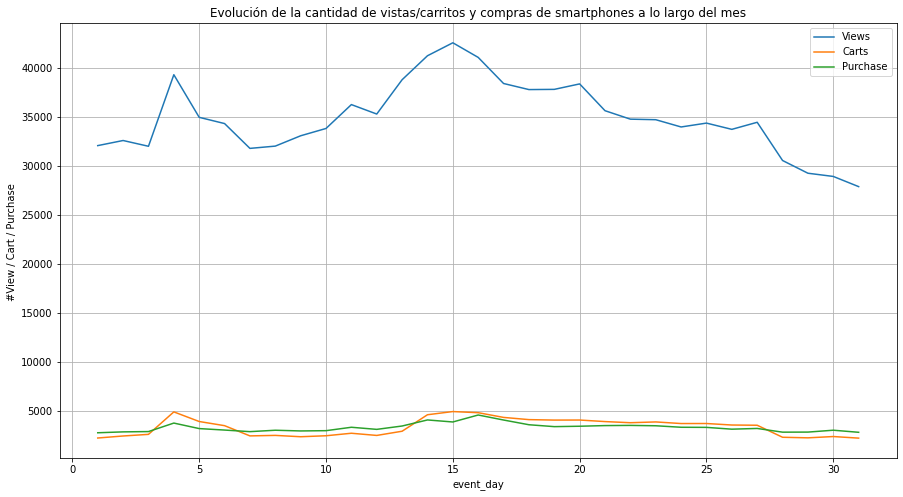 Evolución de la cantidad de vistas/carritos y compras de smartphones a lo largo del mes
Views
Carts
Purchase
#View / Cart / Purchase
40000
35000
30000
25000
20000
15000
10000
5000
0
5
10
15
20
25
30
event_day